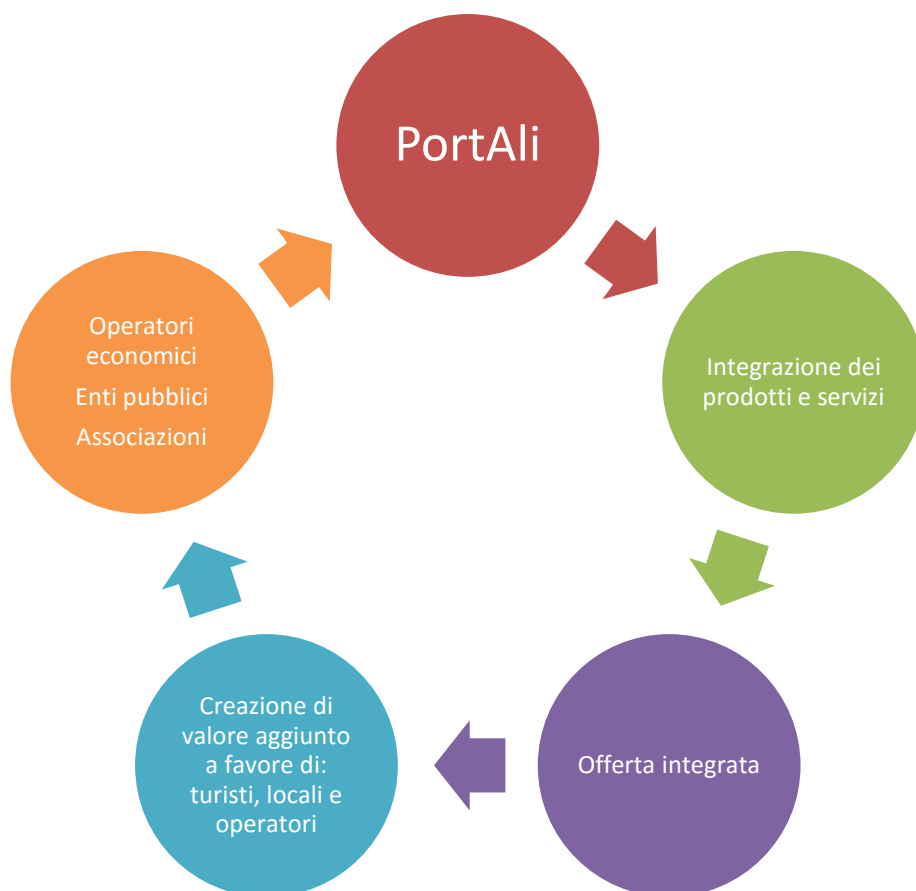 PortAli
Operatori
economici
Enti pubblici
Associazioni
Integrazione dei
prodotti e servizi
Creazione di
valore aggiunto
a favore di:
turisti, locali e
operatori
Offerta integrata